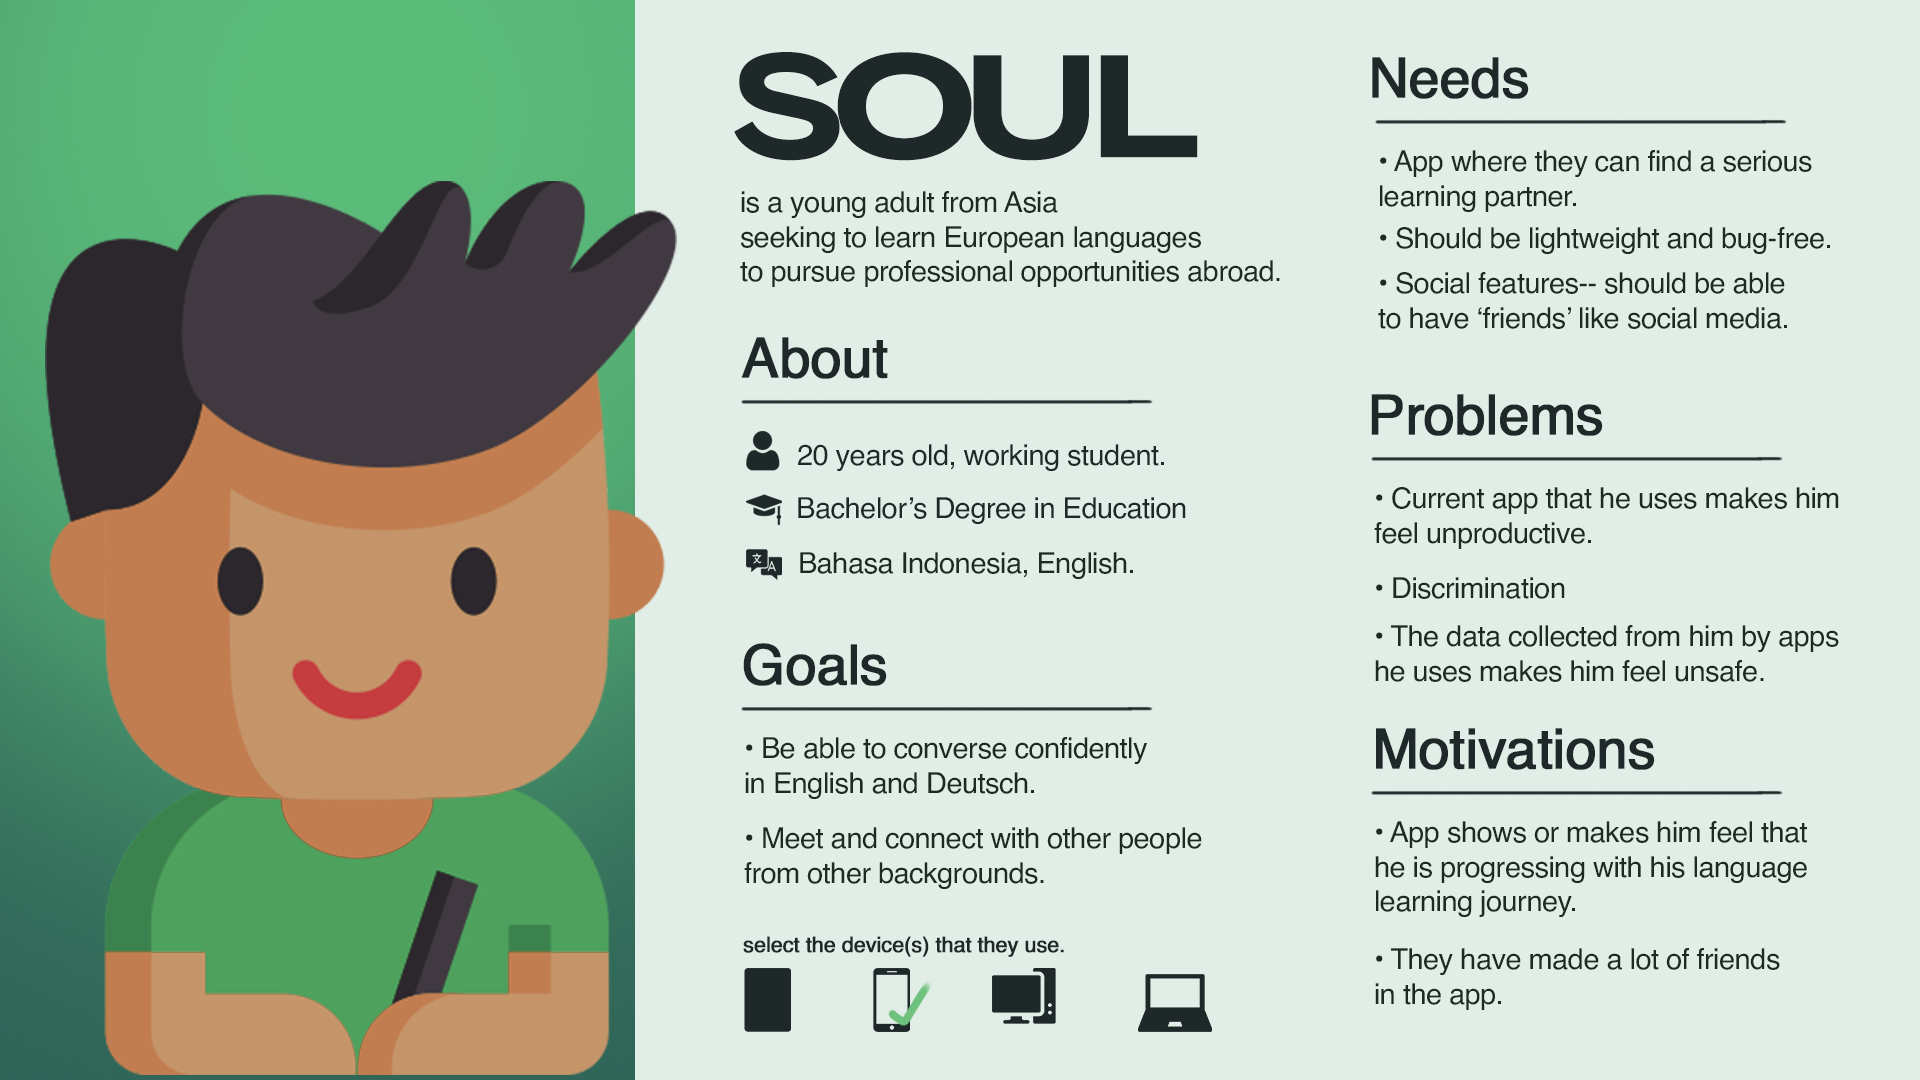 SOUL
is a young adult from Asia
seeking to learn European languages
to pursue professional opportunities abroad.
About
20 years old, working student.
Bachelor’s Degree in Education
文 A
Bahasa Indonesia, English.
Goals
• Be able to converse confidently
in English and Deutsch.
• Meet and connect with other people
from other backgrounds.
select the device(s) that they use.
Needs
• App where they can find a serious
learning partner.
• Should be lightweight and bug-free.
• Social features-- should be able
to have ‘friends’ like social media.
Problems
• Current app that he uses makes him
feel unproductive.
• Discrimination
• The data collected from him by apps
he uses makes him feel unsafe.
Motivations
• App shows or makes him feel that
he is progressing with his language
learning journey.
• They have made a lot of friends
in the app.